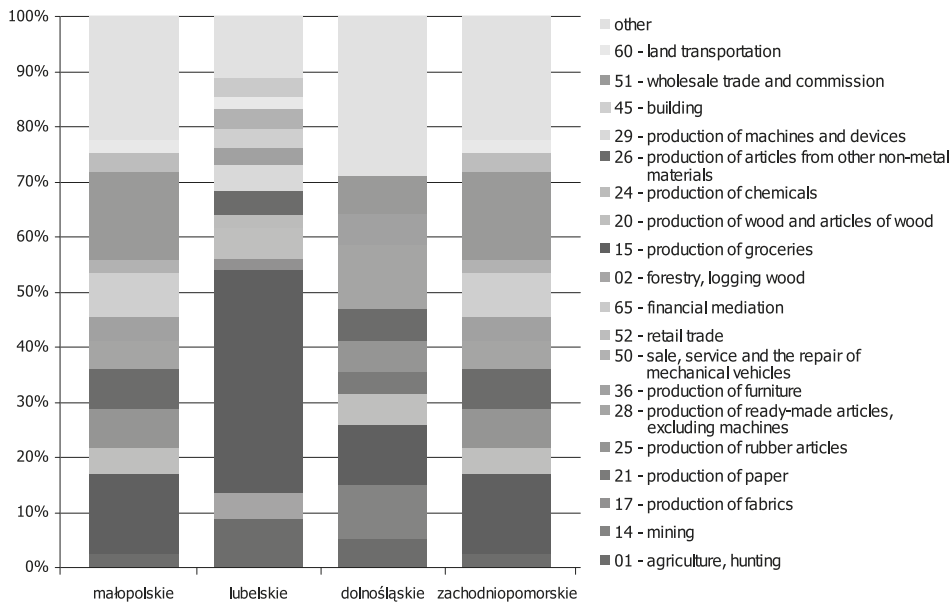 100%
90%
80%
70%
60%
50%
40%
30%
20%
10%
0%
małopolskie
lubelskie
dolnośląskie
zachodniopomorskie
other
60 - land transportation
51 - wholesale trade and commission
45 - building
29 - production of machines and devices
26 - production of articles from other non-metal
materials
24 - production of chemicals
20 - production of wood and articles of wood
15 - production of groceries
02 - forestry, logging wood
65 - financial mediation
52 - retail trade
50 - sale, service and the repair of
mechanical vehicles
36 - production of furniture
28 - production of ready-made articles,
excluding machines
25 - production of rubber articles
21 - production of paper
17 - production of fabrics
14 - mining
01 - agriculture, hunting